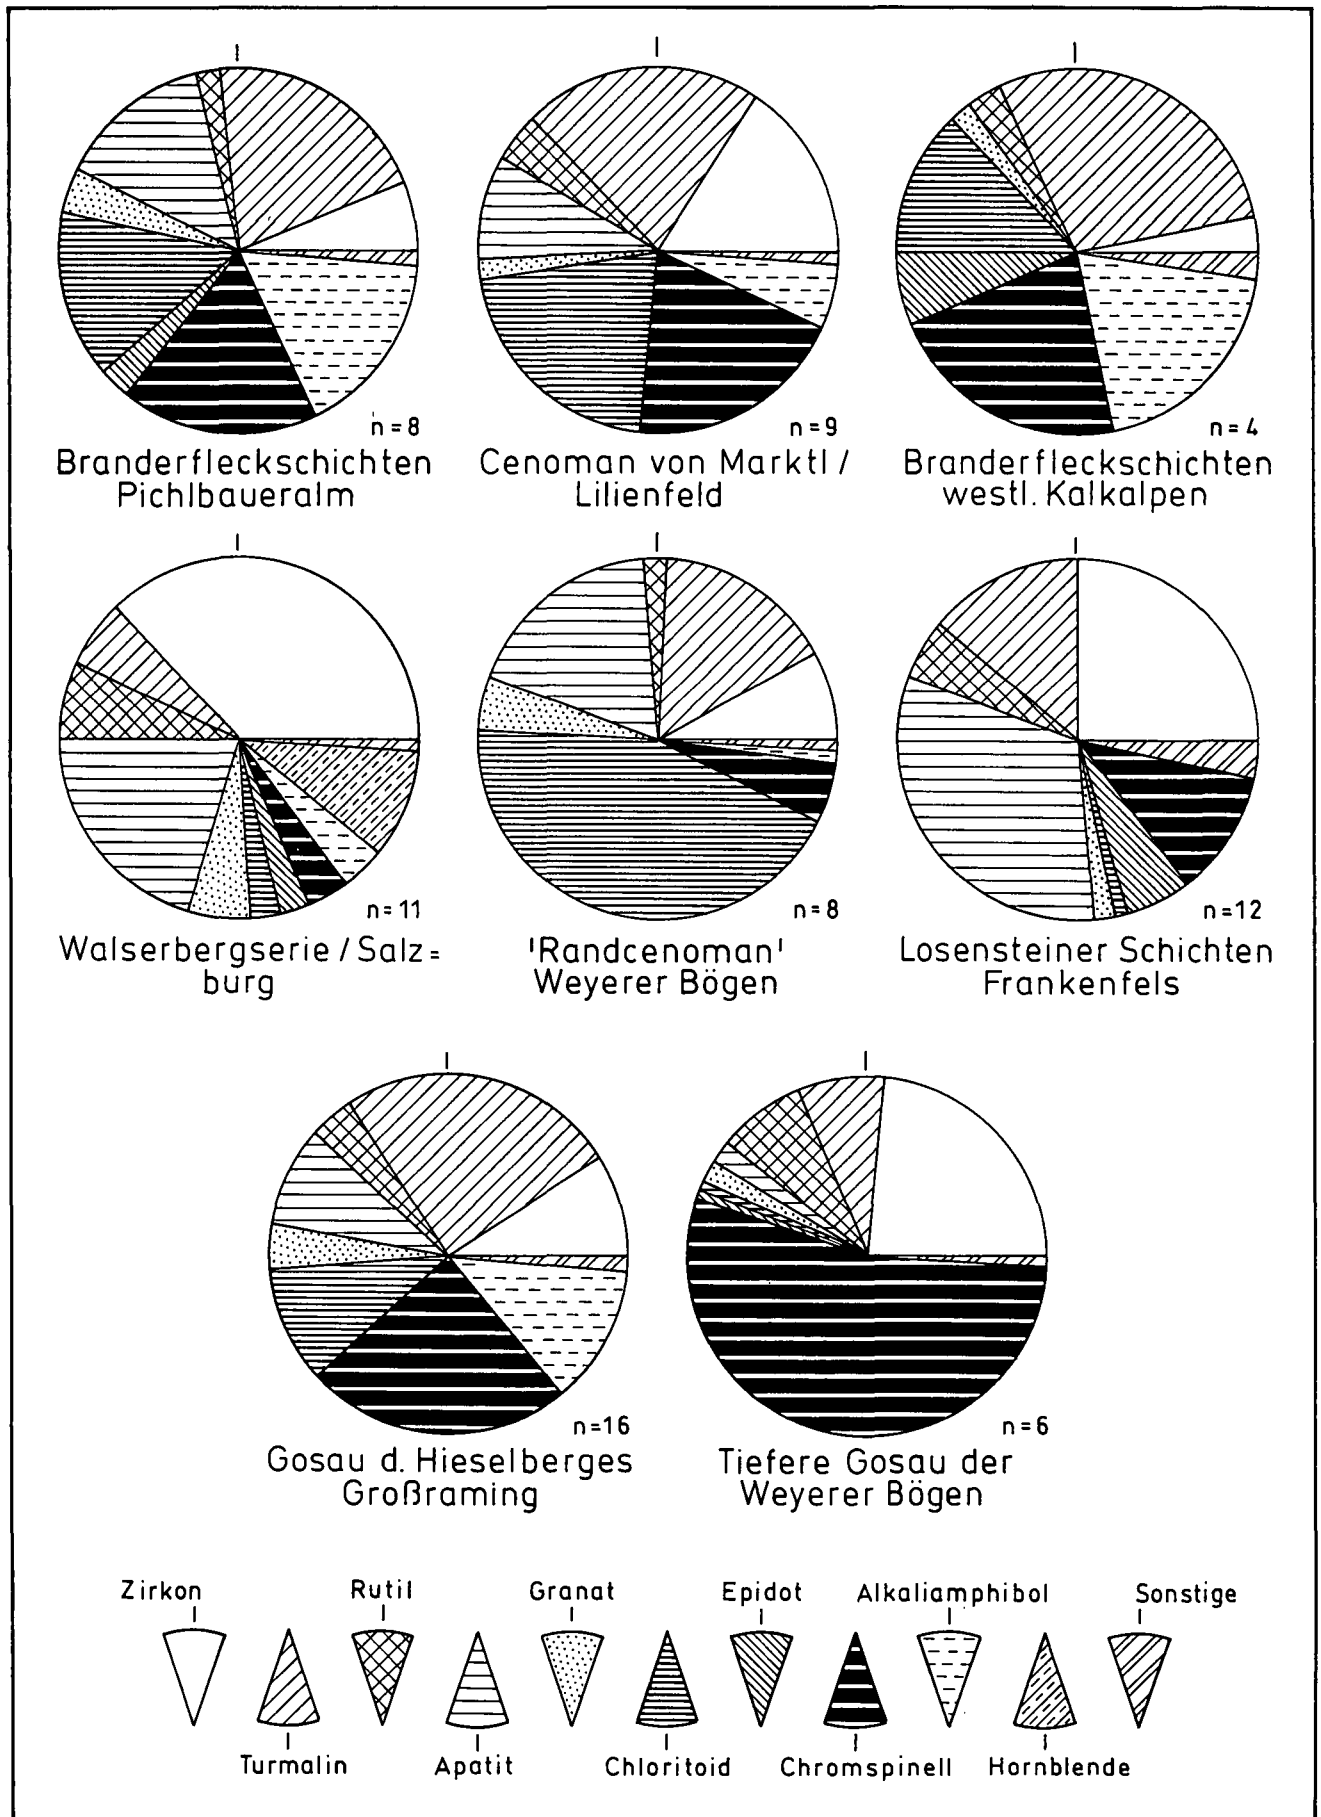 n=8
Branderfleckschichten
Pichlbaueralm
n=9
Cenoman von Marktl /
Lilienfeld
n=4
Branderfleckschichten
westl. Kalkalpen
n=11
Walserbergserie / Salz=
burg
n=8
'Randcenoman'
Weyerer Bögen
n=12
Losensteiner Schichten
Frankenfels
n=16
Gosau d. Hieselberges
Großraming
n=6
Tiefere Gosau der
Weyerer Bögen
Zirkon
Rutil
Granat
Epidot
Alkaliamphibol
Sonstige
Turmalin
Apatit
Chloritoid
Chromspinell
Hornblende